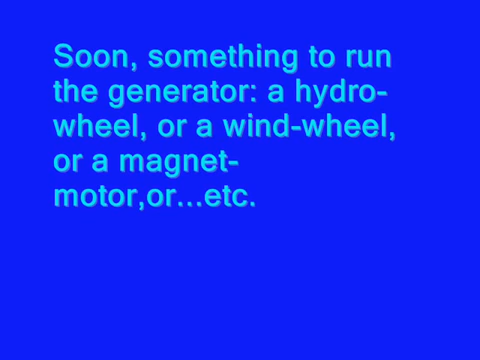 Soon, something to run
the generator: a hydro-
wheel, or a wind-wheel,
or a magnet-
motor,or...etc.